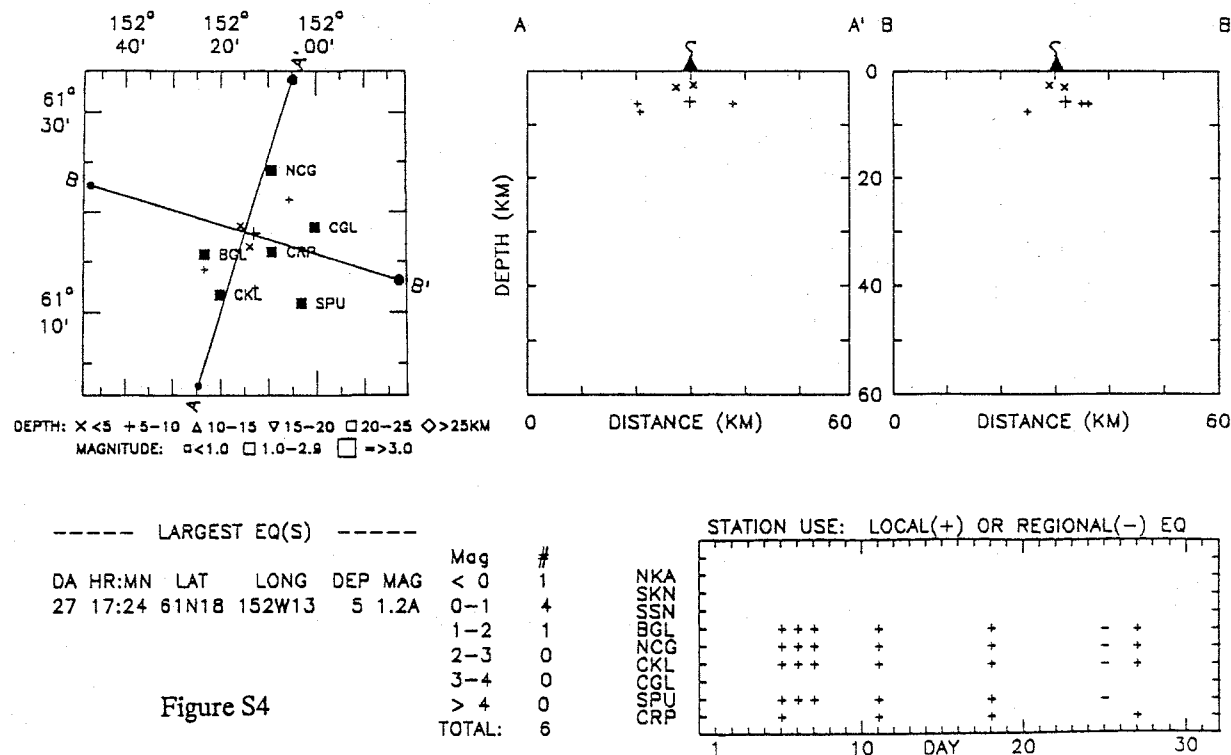 152° 152°
40' 20' 00'
A'
61°
30'
B
NCG
CGL
BGL
CRP
CKL
SPU
B'
61°
10'
A
DEPTH: ×<5 +5-10 △10-15 ▽15-20 □20-25 ◇>25KM
MAGNITUDE: □<1.0 □1.0-2.9 □=>3.0
A A' B B
0
20
40
60
DEPTH (KM)
0 DISTANCE (KM) 60
0 DISTANCE (KM) 60
----- LARGEST EQ(S) -----
DA HR:MN LAT LONG DEP MAG
27 17:24 61N18 152W13 5 1.2A
Mag #
< 0 1
0-1 4
1-2 1
2-3 0
3-4 0
> 4 0
TOTAL: 6
STATION USE: LOCAL(+) OR REGIONAL(-) EQ
NKA
SKN
SSN
BGL
NCG
CKL
CGL
SPU
CRP
1 10 DAY 20 30
Figure S4